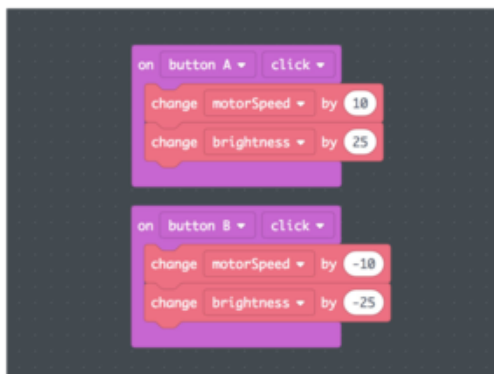 on button A click
change motorSpeed by 10
change brightness by 25
on button B click
change motorSpeed by -10
change brightness by -25